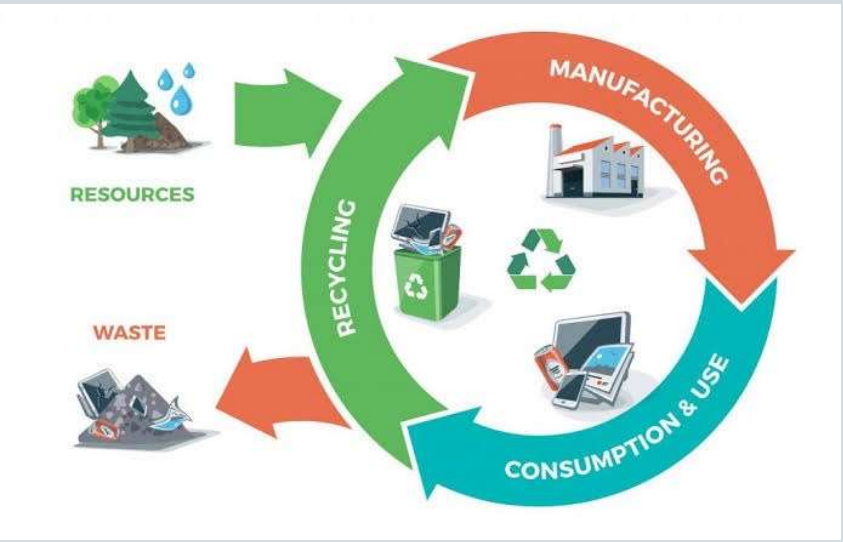 RESOURCES
MANUFACTURING
RECYCLING
WASTE
CONSUMPTION & USE